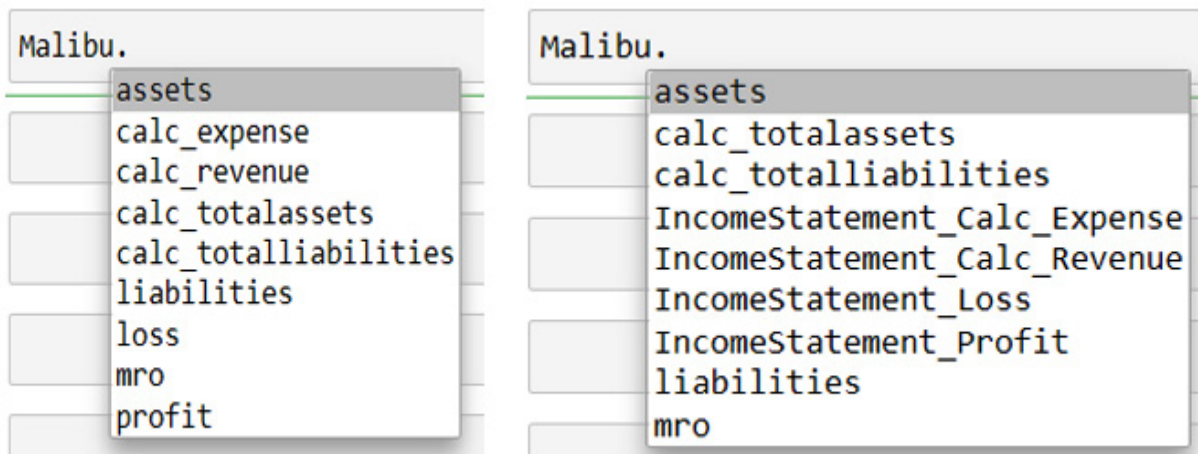 Malibu.
assets
calc_expense
calc_revenue
calc_totalassets
calc_totalliabilities
liabilities
loss
mro
profit
Malibu.
assets
calc_totalassets
calc_totalliabilities
IncomeStatement_Calc_Expense
IncomeStatement_Calc_Revenue
IncomeStatement_Loss
IncomeStatement_Profit
liabilities
mro